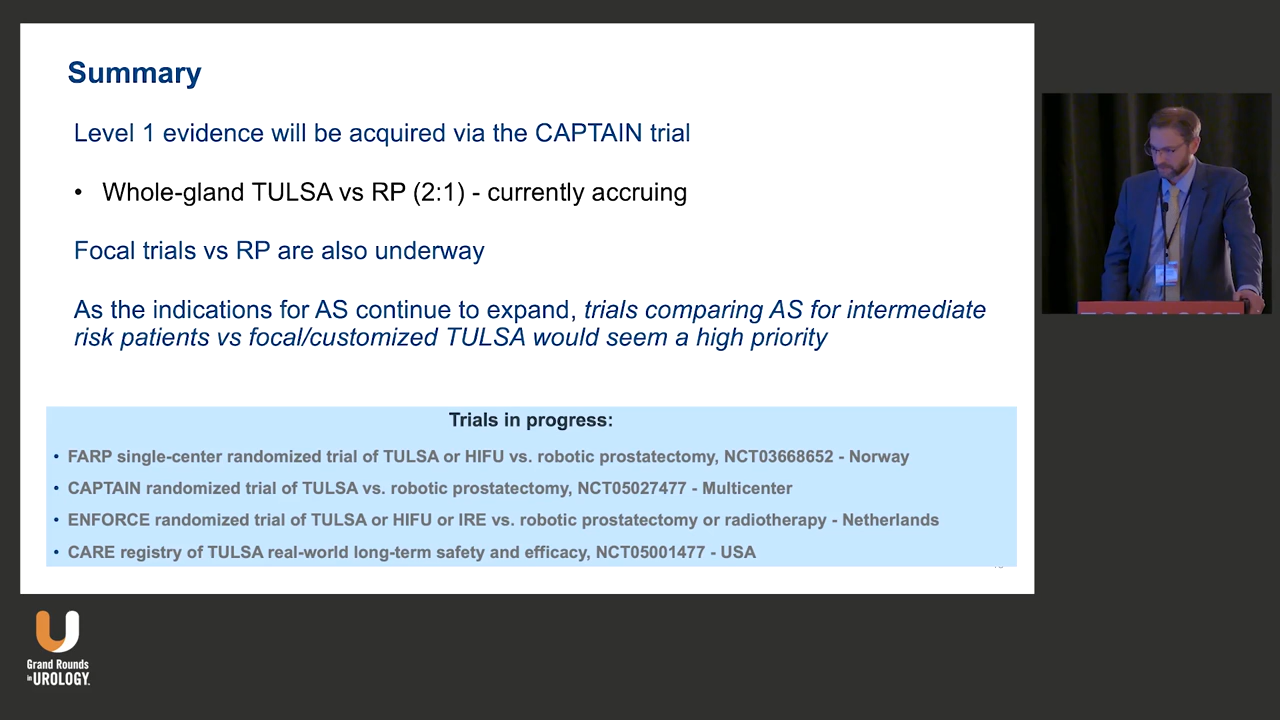 Summary
Level 1 evidence will be acquired via the CAPTAIN trial
• Whole-gland TULSA vs RP (2:1) - currently accruing
Focal trials vs RP are also underway
As the indications for AS continue to expand, trials comparing AS for intermediate
risk patients vs focal/customized TULSA would seem a high priority
Trials in progress:
• FARP single-center randomized trial of TULSA or HIFU vs. robotic prostatectomy, NCT03668652 - Norway
• CAPTAIN randomized trial of TULSA vs. robotic prostatectomy, NCT05027477 - Multicenter
• ENFORCE randomized trial of TULSA or HIFU or IRE vs. robotic prostatectomy or radiotherapy - Netherlands
• CARE registry of TULSA real-world long-term safety and efficacy, NCT05001477 - USA
Grand Rounds
in UROLOGY